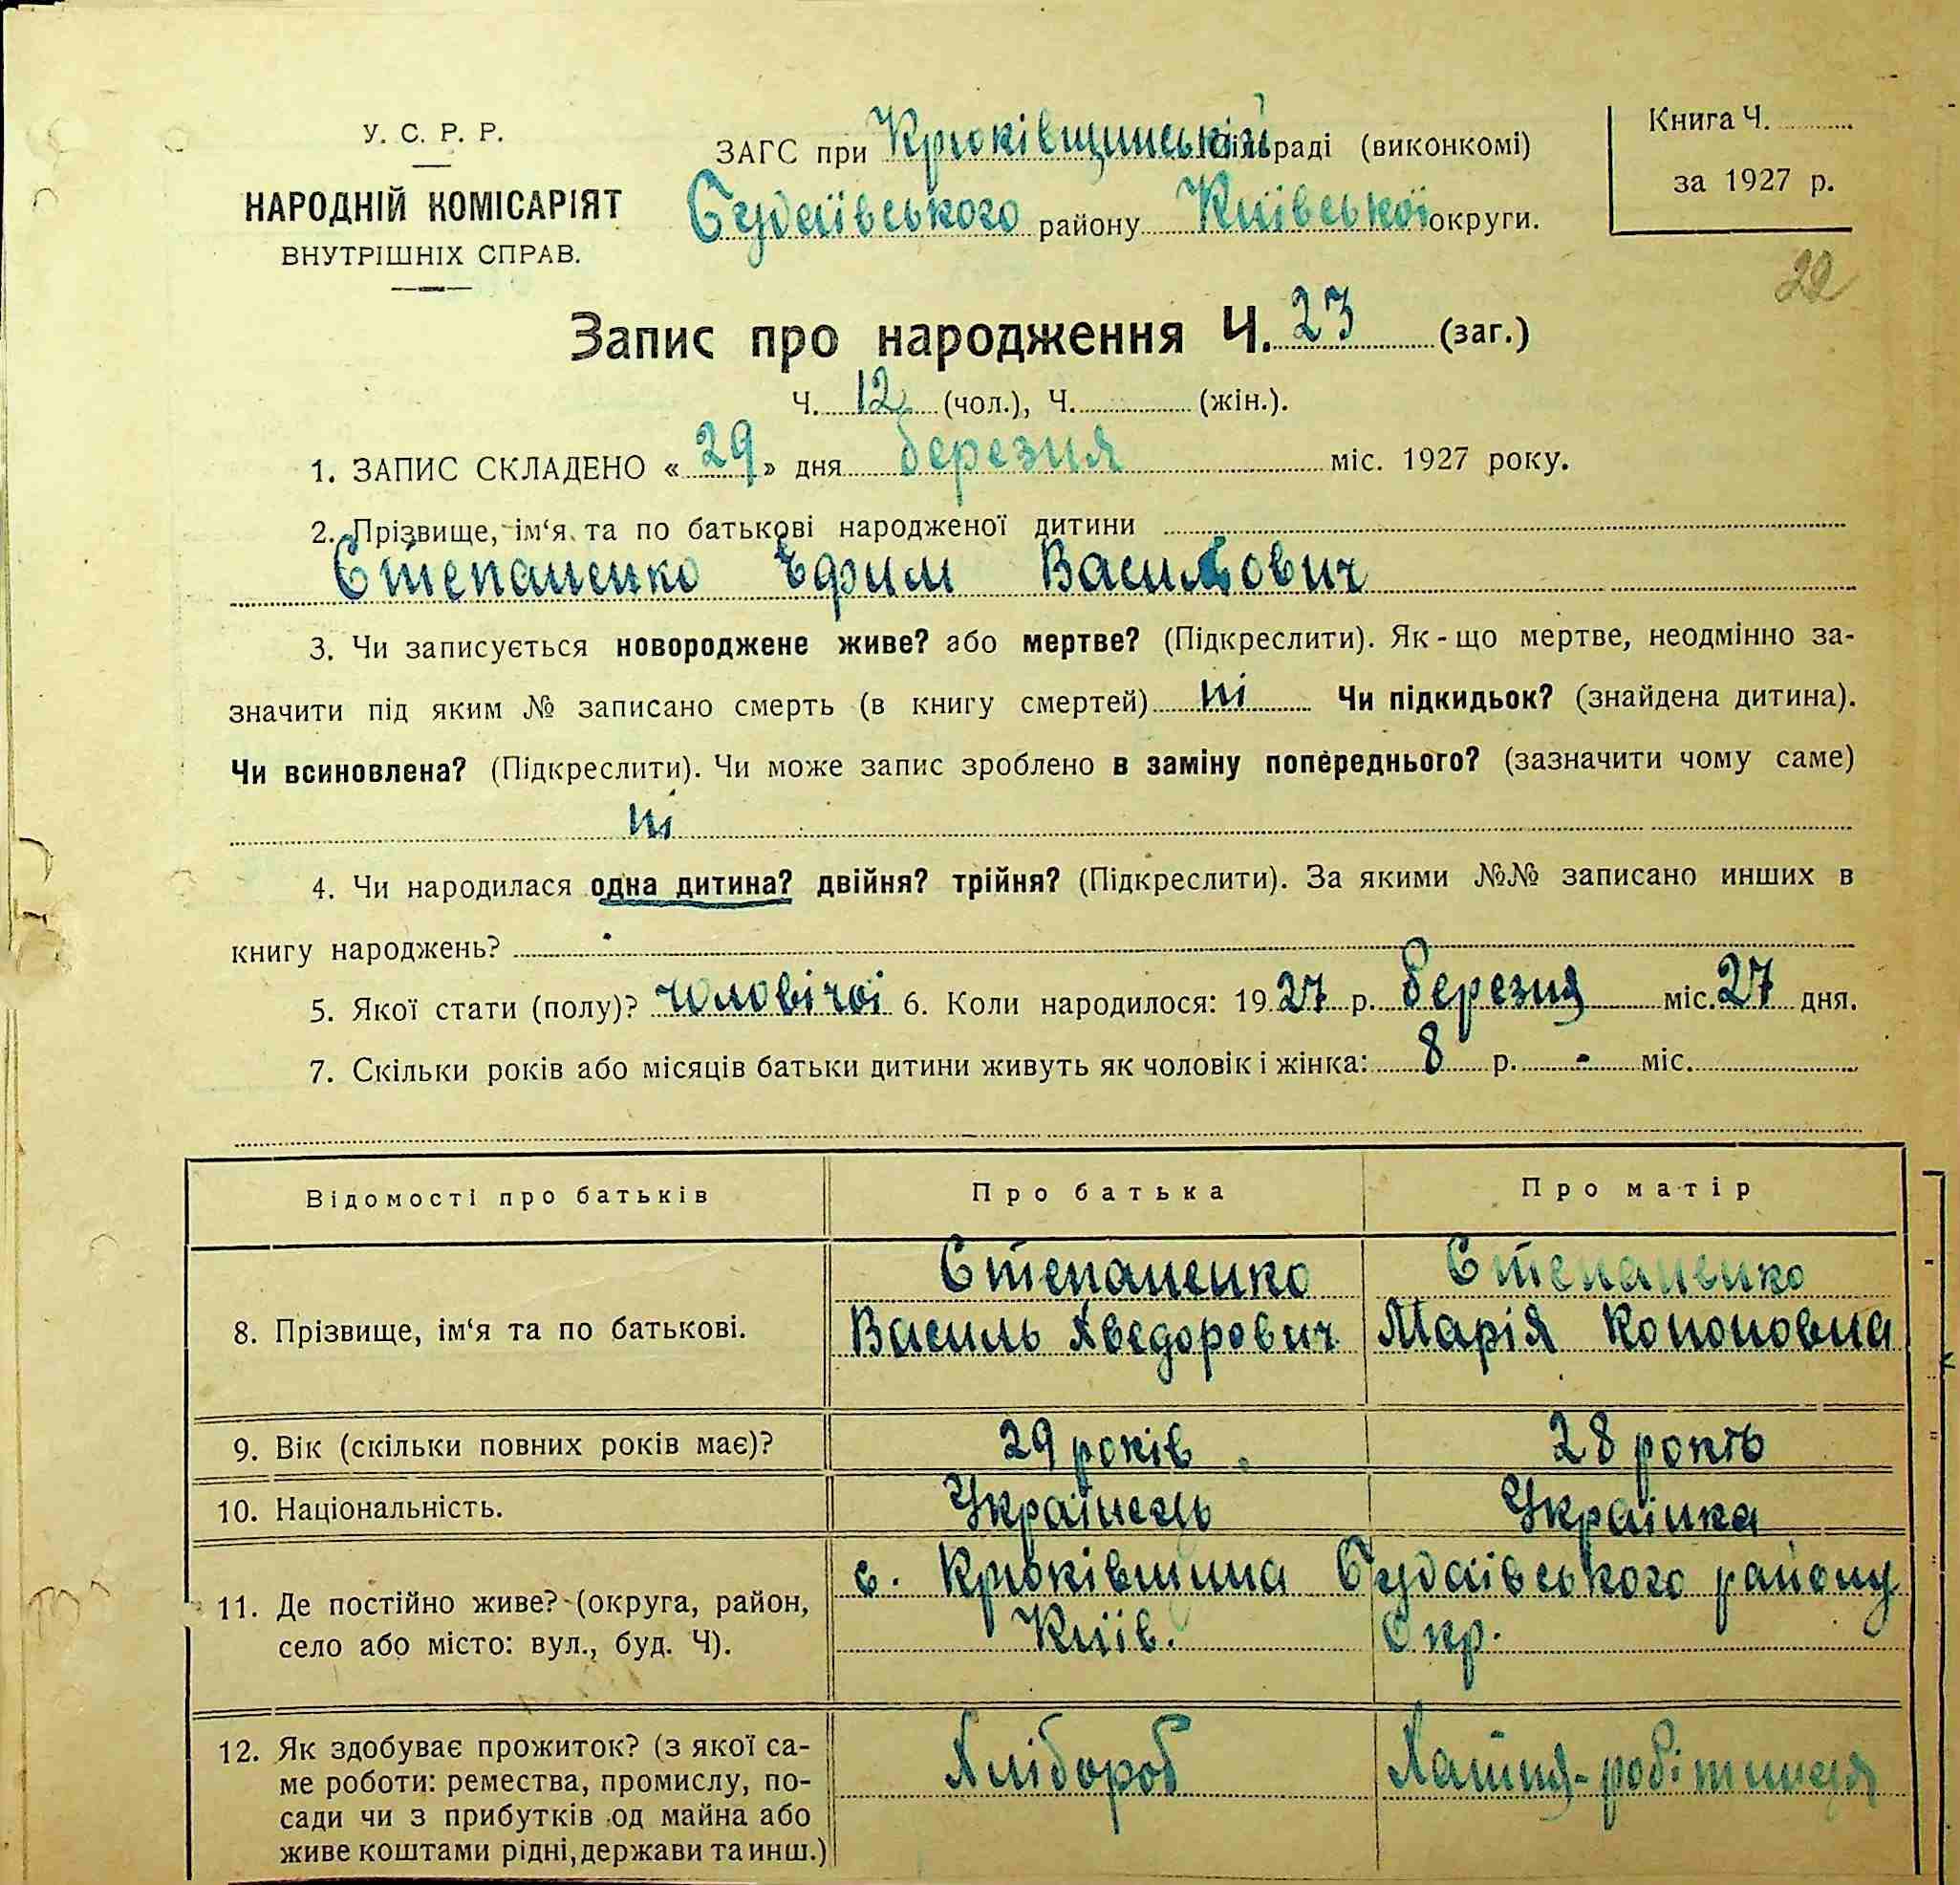 У. С. Р. Р.
НАРОДНІЙ КОМІСАРІЯТ
ВНУТРІШНІХ СПРАВ.
ЗАГС при Крюківщинській сільраді (виконкомі)
Будаївського району Київської округи.
Книга Ч.
за 1927 р.
22
Запис про народження Ч. 23 (заг.)
Ч. 12 (чол.), Ч. (жін.).
1. ЗАПИС СКЛАДЕНО « 29 » дня березня міс. 1927 року.
2. Прізвище, ім‘я та по батькові народженої дитини
Степаненко Єфим Василович
3. Чи записується новороджене живе? або мертве? (Підкреслити). Як-що мертве, неодмінно за-
значити під яким № записано смерть (в книгу смертей) ні Чи підкидьок? (знайдена дитина).
Чи всиновлена? (Підкреслити). Чи може запис зроблено в заміну попереднього? (зазначити чому саме)
ні
4. Чи народилася одна дитина? двійня? трійня? (Підкреслити). За якими №№ записано инших в
книгу народжень?
5. Якої стати (полу)? чоловічої 6. Коли народилося: 1927 р. березня міс. 27 дня.
7. Скільки років або місяців батьки дитини живуть як чоловік і жінка: 8 р. - міс.
Відомості про батьків Про батька Про матір
8. Прізвище, ім‘я та по батькові.
Степаненко
Василь Хведорович
Степаненко
Марія Кононовна
9. Вік (скільки повних років має)? 29 років 28 років
10. Національність. Українець Українка
11. Де постійно живе? (округа, район,
село або місто: вул., буд. Ч).
с. Крюківщина Будаївського району
Київ. Окр.
12. Як здобуває прожиток? (з якої са-
ме роботи: ремества, промислу, по-
сади чи з прибутків од майна або
живе коштами рідні, держави та инш.)
Хлібороб
Хатня-робітниця